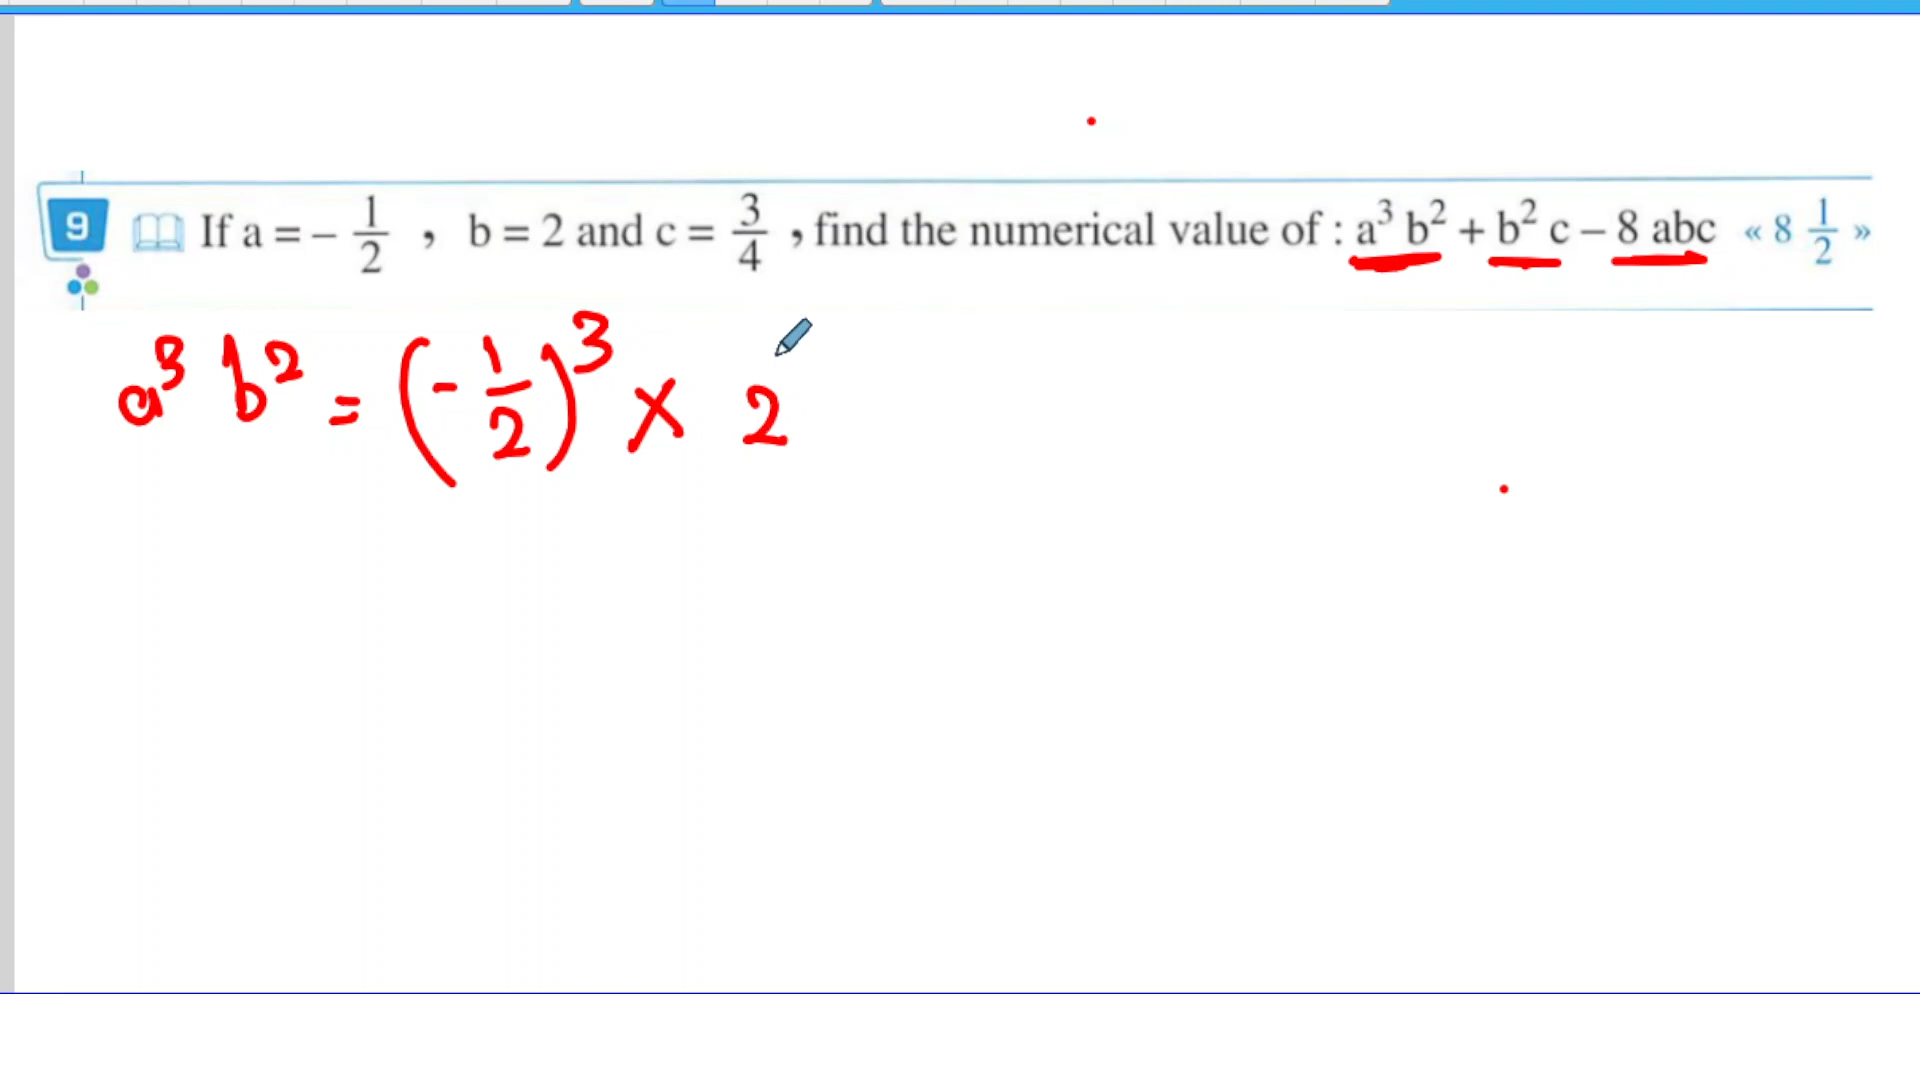 9 If a = – 1/2 , b = 2 and c = 3/4 , find the numerical value of : a³ b² + b² c – 8 abc « 8 1/2 »
a³ b² = (- 1/2)³ × 2